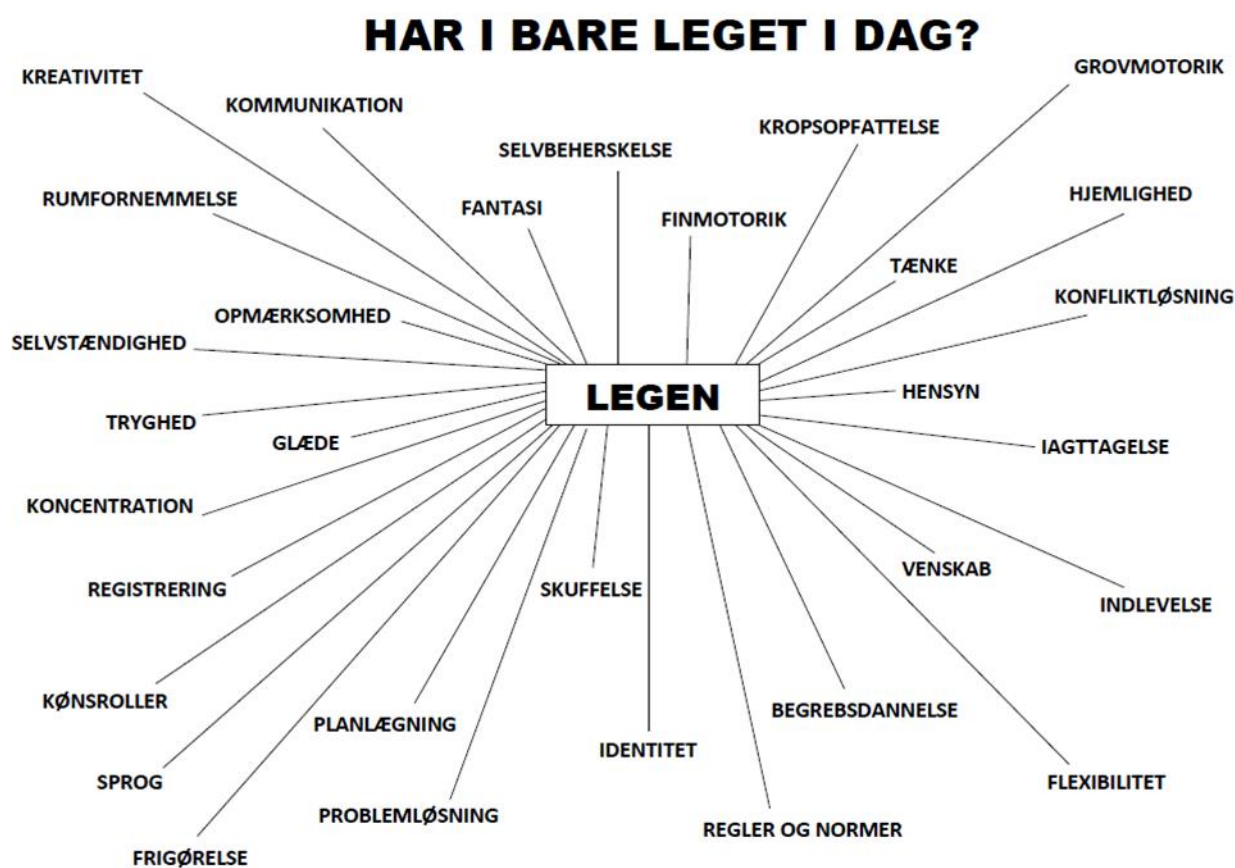 HAR I BARE LEGET I DAG?
KREATIVITET
GROVMOTORIK
KOMMUNIKATION
KROPSOPFATTELSE
SELVBEHERSKELSE
RUMFORNEMMELSE
HJEMLIGHED
FANTASI
FINMOTORIK
TÆNKE
KONFLIKTLØSNING
OPMÆRKSOMHED
SELVSTÆNDIGHED
LEGEN
HENSYN
TRYGHED
GLÆDE
IAGTTAGELSE
KONCENTRATION
VENSKAB
REGISTRERING
SKUFFELSE
INDLEVELSE
KØNSROLLER
BEGREBSDANNELSE
PLANLÆGNING
IDENTITET
SPROG
FLEXIBILITET
PROBLEMLØSNING
REGLER OG NORMER
FRIGØRELSE